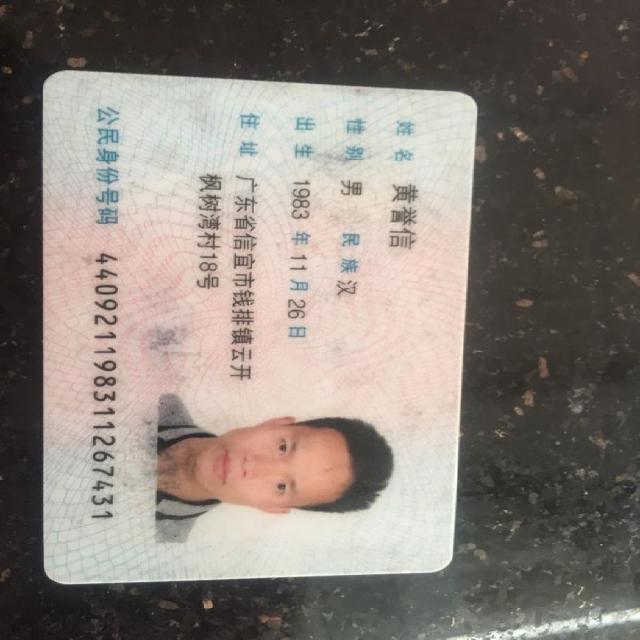 姓名 黄誉信
性别 男 民族 汉
出生 1983 年 11 月 26 日
住址 广东省信宜市钱排镇云开
枫树湾村18号
公民身份号码 440921198311267431